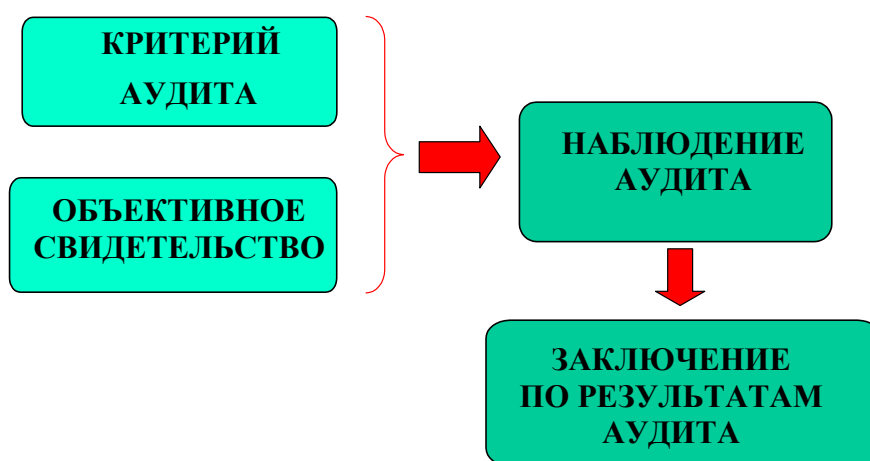 КРИТЕРИЙ
АУДИТА
ОБЪЕКТИВНОЕ
СВИДЕТЕЛЬСТВО
НАБЛЮДЕНИЕ
АУДИТА
ЗАКЛЮЧЕНИЕ
ПО РЕЗУЛЬТАТАМ
АУДИТА